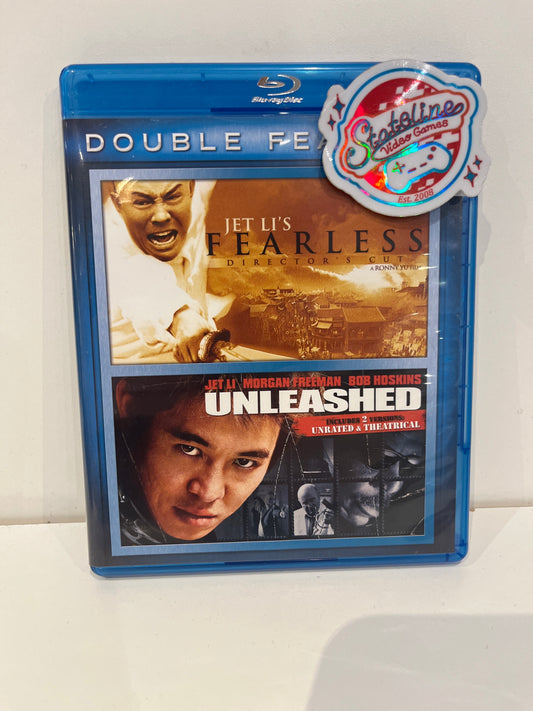 Blu-ray Disc
DOUBLE FEA
Stateline
Video Games
Est. 2008
JET LI'S
FEARLESS
DIRECTOR'S CUT
A RONNY YU FILM
JET LI MORGAN FREEMAN BOB HOSKINS
UNLEASHED
INCLUDES 2 VERSIONS:
UNRATED & THEATRICAL